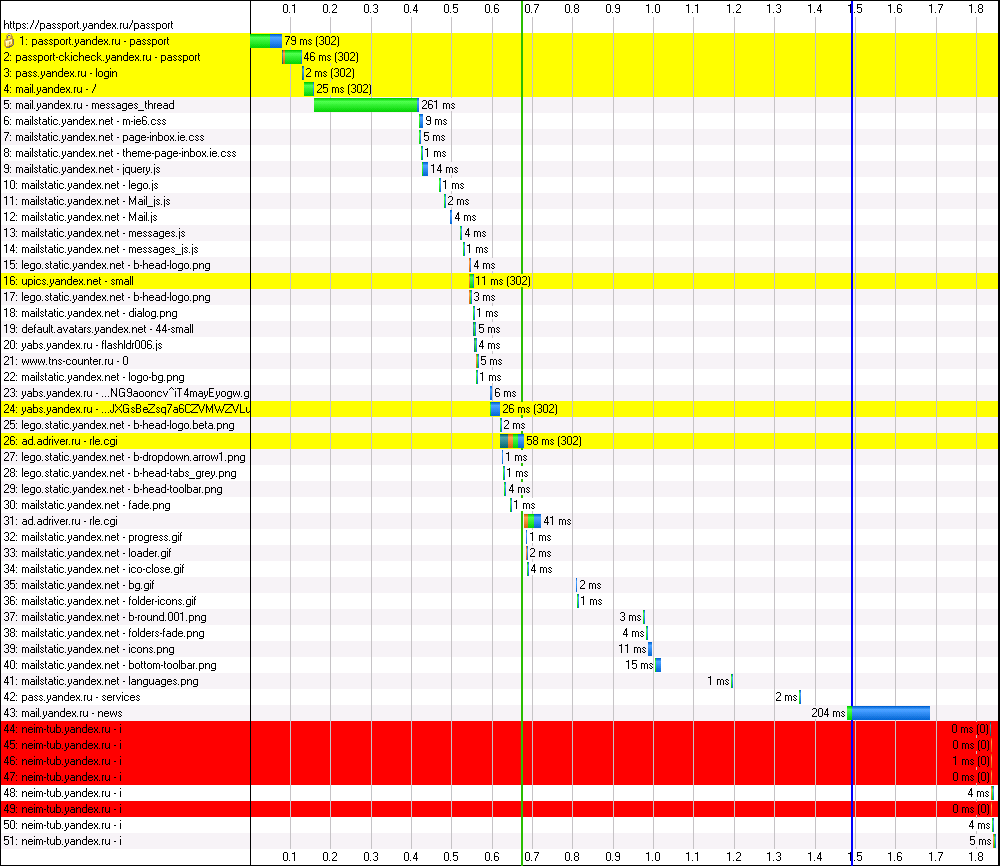 0.1 0.2 0.3 0.4 0.5 0.6 0.7 0.8 0.9 1.0 1.1 1.2 1.3 1.4 1.5 1.6 1.7 1.8
https://passport.yandex.ru/passport
1: passport.yandex.ru - passport 79 ms (302)
2: passport-ckicheck.yandex.ru - passport 46 ms (302)
3: pass.yandex.ru - login 2 ms (302)
4: mail.yandex.ru - / 25 ms (302)
5: mail.yandex.ru - messages_thread 261 ms
6: mailstatic.yandex.net - m-ie6.css 9 ms
7: mailstatic.yandex.net - page-inbox.ie.css 5 ms
8: mailstatic.yandex.net - theme-page-inbox.ie.css 1 ms
9: mailstatic.yandex.net - jquery.js 14 ms
10: mailstatic.yandex.net - lego.js 1 ms
11: mailstatic.yandex.net - Mail_js.js 2 ms
12: mailstatic.yandex.net - Mail.js 4 ms
13: mailstatic.yandex.net - messages.js 4 ms
14: mailstatic.yandex.net - messages_js.js 1 ms
15: lego.static.yandex.net - b-head-logo.png 4 ms
16: upics.yandex.net - small 11 ms (302)
17: lego.static.yandex.net - b-head-logo.png 3 ms
18: mailstatic.yandex.net - dialog.png 1 ms
19: default.avatars.yandex.net - 44-small 5 ms
20: yabs.yandex.ru - flashldr006.js 4 ms
21: www.tns-counter.ru - 0 5 ms
22: mailstatic.yandex.net - logo-bg.png 1 ms
23: yabs.yandex.ru - ...NG9aooncv^iT4mayEyogw.g 6 ms
24: yabs.yandex.ru - ...JXGsBeZsq7a6CZVMWZVLu 26 ms (302)
25: lego.static.yandex.net - b-head-logo.beta.png 2 ms
26: ad.adriver.ru - rle.cgi 58 ms (302)
27: lego.static.yandex.net - b-dropdown.arrow1.png 1 ms
28: lego.static.yandex.net - b-head-tabs_grey.png 1 ms
29: lego.static.yandex.net - b-head-toolbar.png 4 ms
30: mailstatic.yandex.net - fade.png 1 ms
31: ad.adriver.ru - rle.cgi 41 ms
32: mailstatic.yandex.net - progress.gif 1 ms
33: mailstatic.yandex.net - loader.gif 2 ms
34: mailstatic.yandex.net - ico-close.gif 4 ms
35: mailstatic.yandex.net - bg.gif 2 ms
36: mailstatic.yandex.net - folder-icons.gif 1 ms
37: mailstatic.yandex.net - b-round.001.png 3 ms
38: mailstatic.yandex.net - folders-fade.png 4 ms
39: mailstatic.yandex.net - icons.png 11 ms
40: mailstatic.yandex.net - bottom-toolbar.png 15 ms
41: mailstatic.yandex.net - languages.png 1 ms
42: pass.yandex.ru - services 2 ms
43: mail.yandex.ru - news 204 ms
44: neim-tub.yandex.ru - i 0 ms (0)
45: neim-tub.yandex.ru - i 0 ms (0)
46: neim-tub.yandex.ru - i 1 ms (0)
47: neim-tub.yandex.ru - i 0 ms (0)
48: neim-tub.yandex.ru - i 4 ms
49: neim-tub.yandex.ru - i 0 ms (0)
50: neim-tub.yandex.ru - i 4 ms
51: neim-tub.yandex.ru - i 5 ms
0.1 0.2 0.3 0.4 0.5 0.6 0.7 0.8 0.9 1.0 1.1 1.2 1.3 1.4 1.5 1.6 1.7 1.8